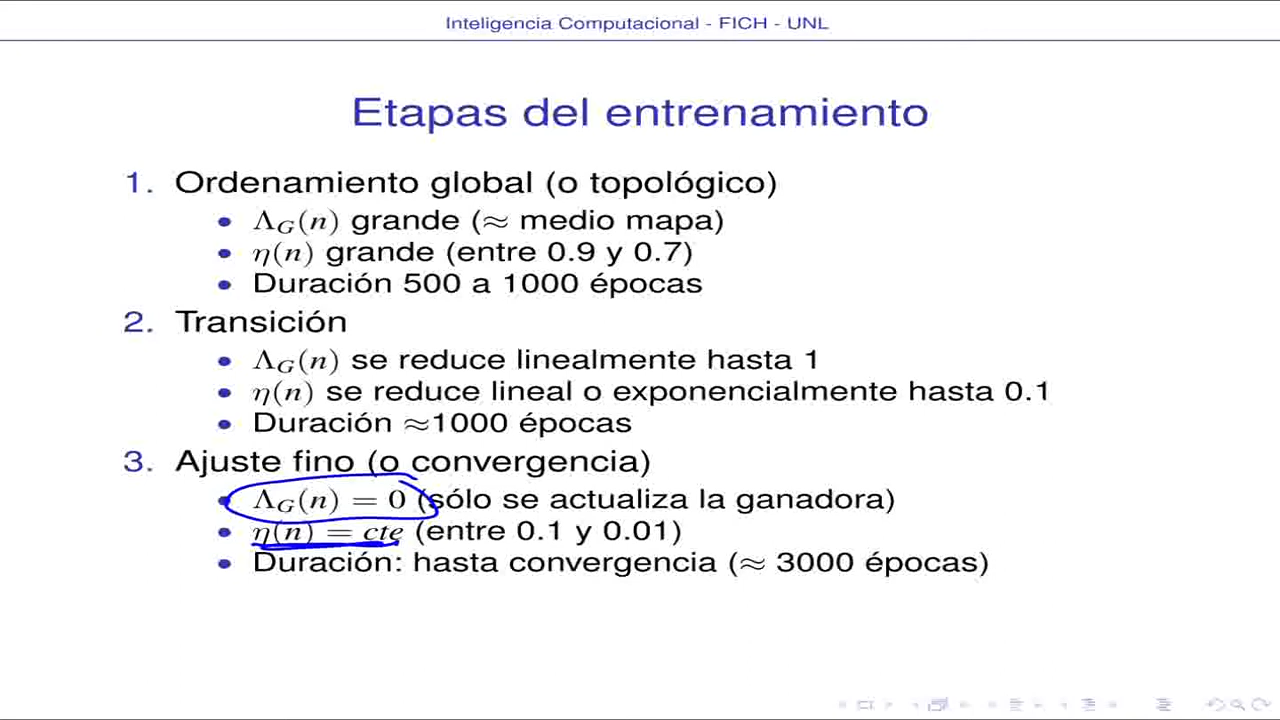 Inteligencia Computacional - FICH - UNL
Etapas del entrenamiento
1. Ordenamiento global (o topológico)
• Λ_G(n) grande (≈ medio mapa)
• η(n) grande (entre 0.9 y 0.7)
• Duración 500 a 1000 épocas
2. Transición
• Λ_G(n) se reduce linealmente hasta 1
• η(n) se reduce lineal o exponencialmente hasta 0.1
• Duración ≈1000 épocas
3. Ajuste fino (o convergencia)
• Λ_G(n) = 0 (sólo se actualiza la ganadora)
• η(n) = cte (entre 0.1 y 0.01)
• Duración: hasta convergencia (≈ 3000 épocas)